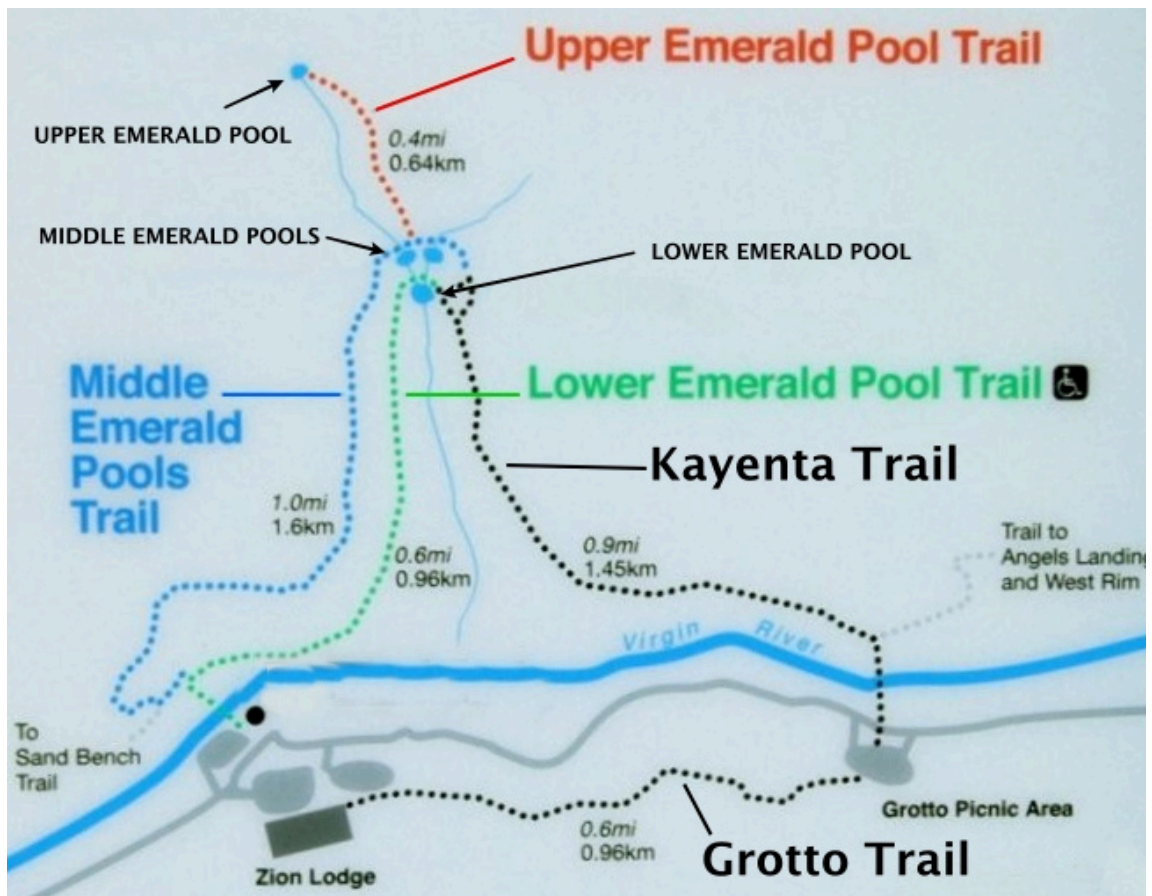 Upper Emerald Pool Trail
UPPER EMERALD POOL
0.4mi
0.64km
MIDDLE EMERALD POOLS
LOWER EMERALD POOL
Middle
Emerald
Pools
Trail
Lower Emerald Pool Trail
Kayenta Trail
1.0mi
1.6km
0.6mi
0.96km
0.9mi
1.45km
Trail to
Angels Landing
and West Rim
Virgin River
To
Sand Bench
Trail
Grotto Picnic Area
0.6mi
0.96km
Grotto Trail
Zion Lodge